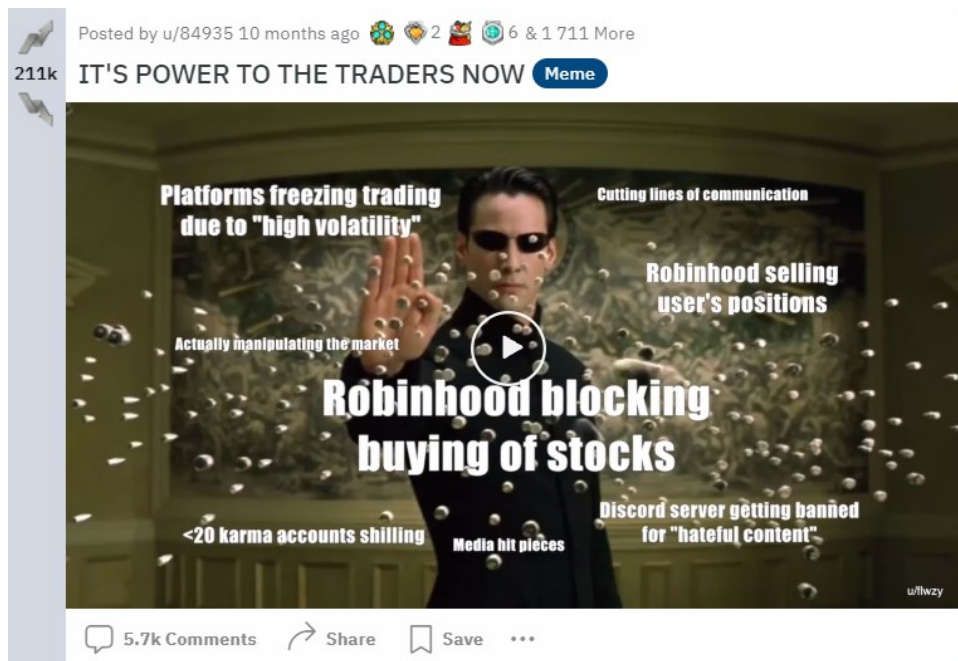 Posted by u/84935 10 months ago 2 6 & 1 711 More
211k
IT'S POWER TO THE TRADERS NOW Meme
Platforms freezing trading
due to "high volatility"
Cutting lines of communication
Robinhood selling
user's positions
Actually manipulating the market
Robinhood blocking
buying of stocks
Discord server getting banned
for "hateful content"
<20 karma accounts shilling
Media hit pieces
u/flwzy
5.7k Comments Share Save